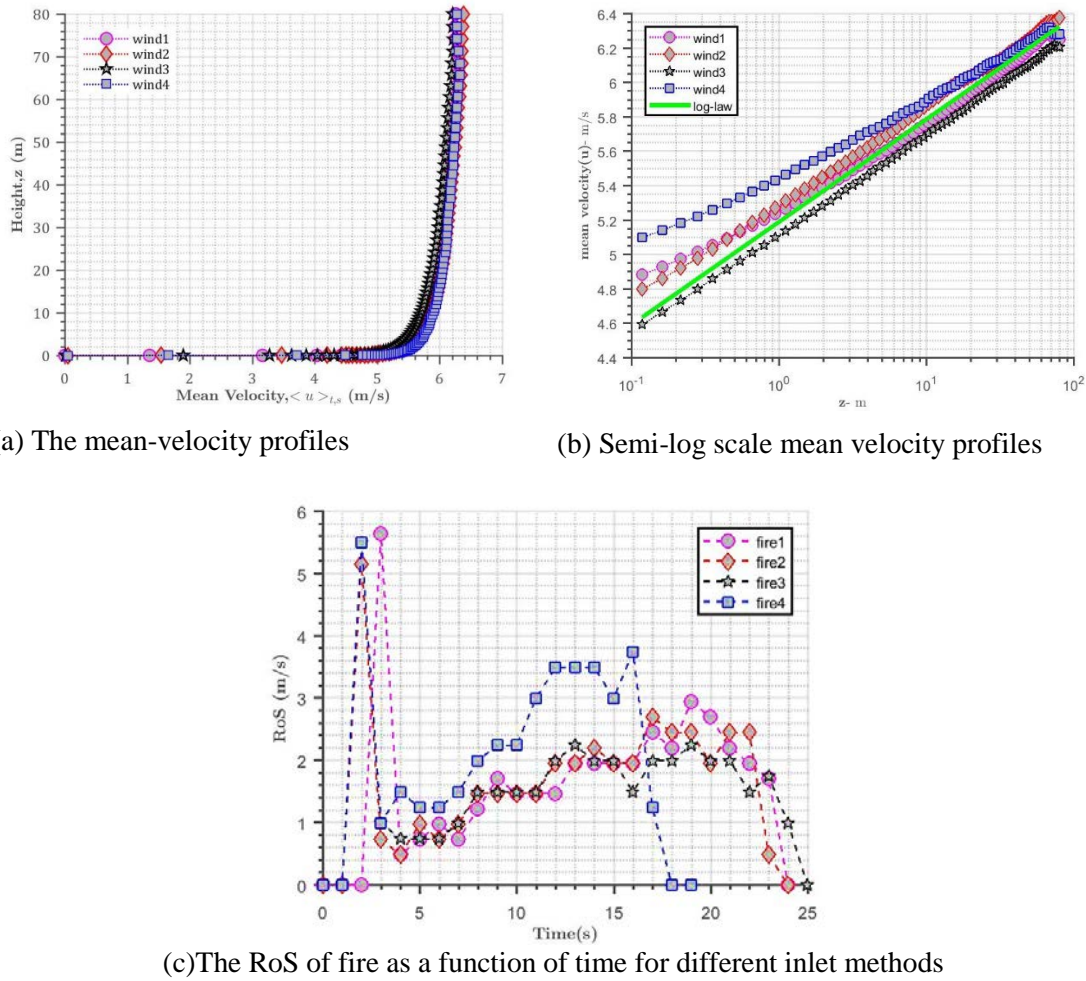 80
70
60
50
40
30
20
10
0
Height,z (m)
wind1
wind2
wind3
wind4
0 1 2 3 4 5 6 7
Mean Velocity,< u >t,s (m/s)
6.4
6.2
6
5.8
5.6
5.4
5.2
5
4.8
4.6
4.4
mean velocity(u)- m/s
wind1
wind2
wind3
wind4
log-law
10-1 100 101 102
z- m
a) The mean-velocity profiles
(b) Semi-log scale mean velocity profiles
6
5
4
3
2
1
0
RoS (m/s)
fire1
fire2
fire3
fire4
0 5 10 15 20 25
Time(s)
(c)The RoS of fire as a function of time for different inlet methods